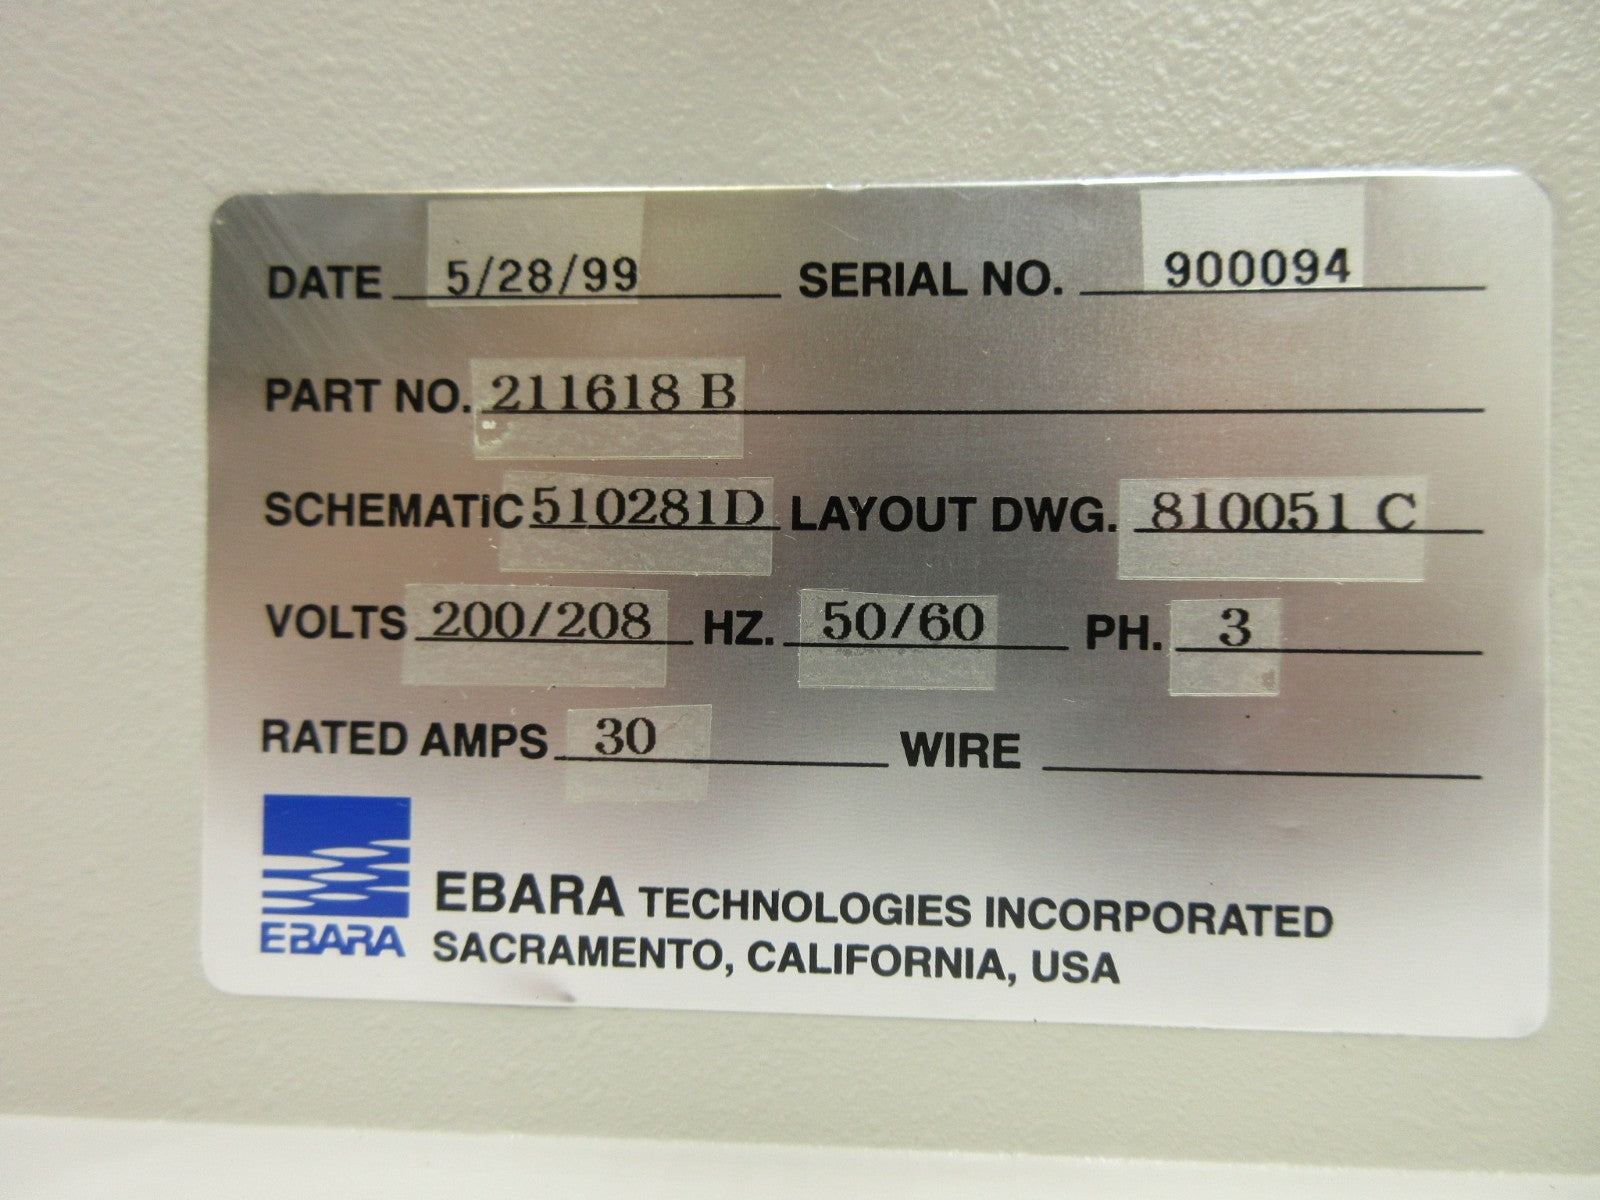 DATE 5/28/99 SERIAL NO. 900094
PART NO. 211618 B
SCHEMATIC 510281D LAYOUT DWG. 810051 C
VOLTS 200/208 HZ. 50/60 PH. 3
RATED AMPS 30 WIRE
EBARA TECHNOLOGIES INCORPORATED
EBARA SACRAMENTO, CALIFORNIA, USA